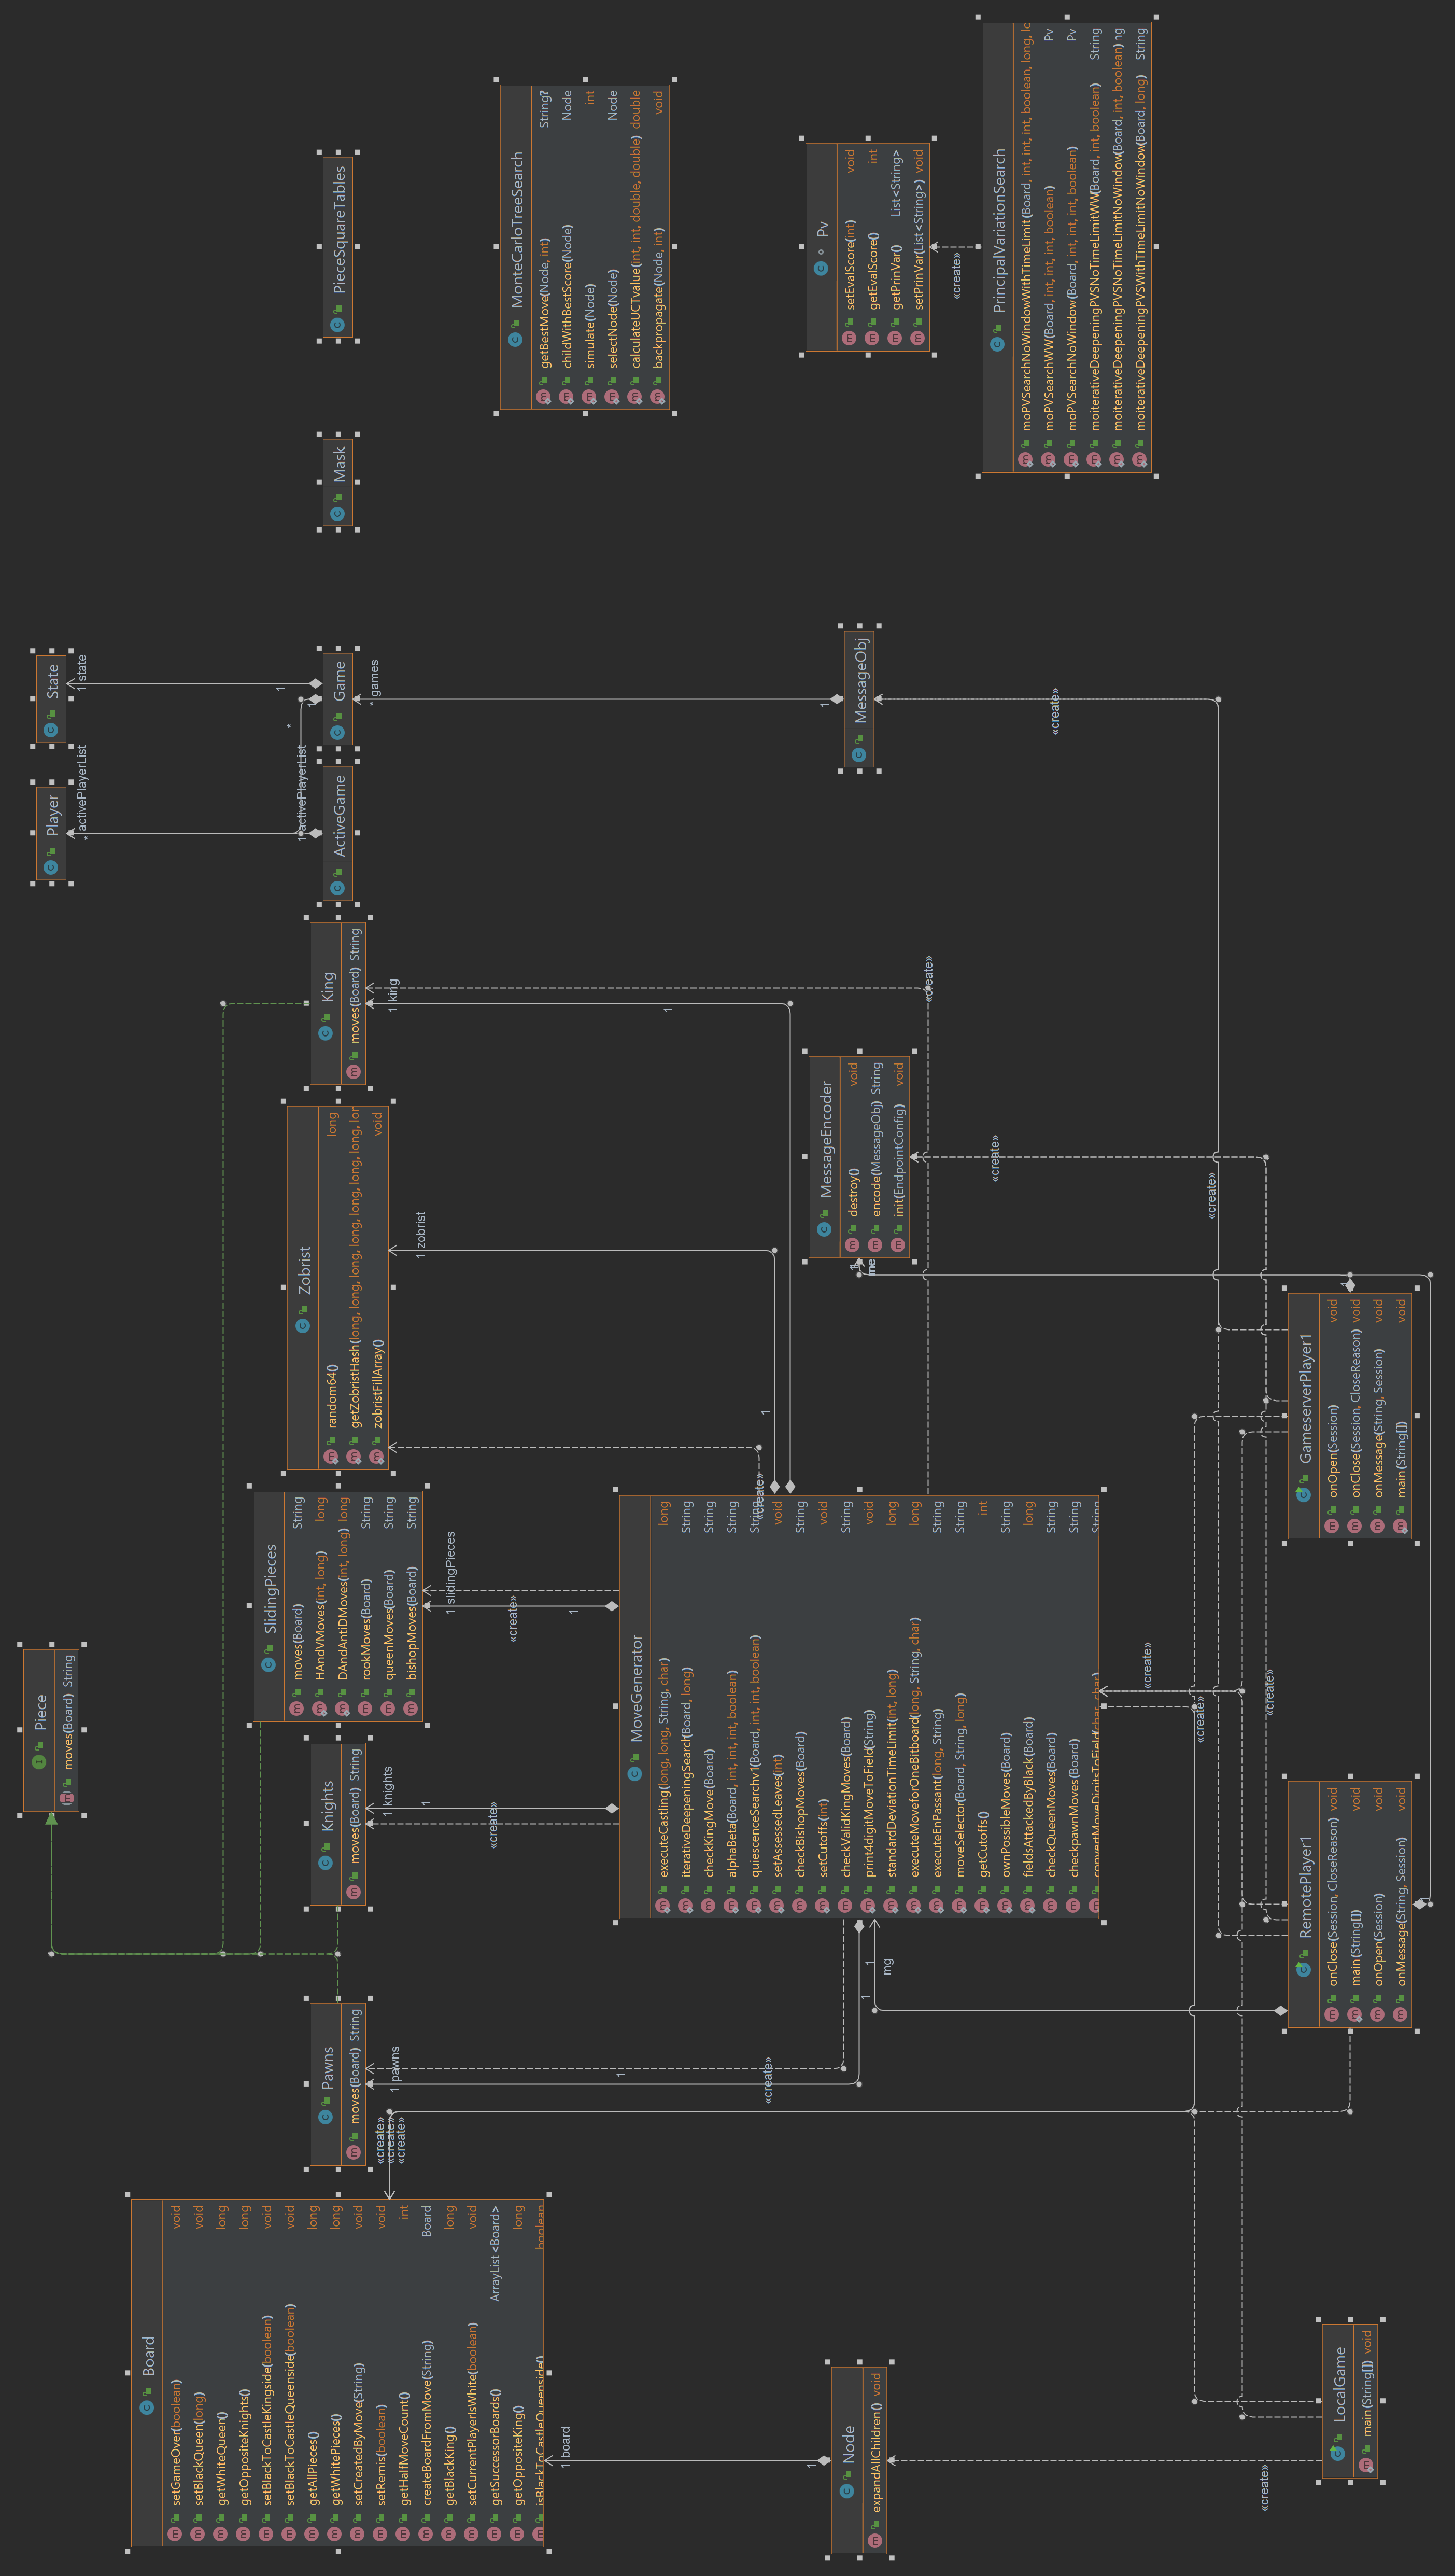 Piece
moves(Board) String
Player
State
* activePlayerList
1 state
Board
setGameOver(boolean) void
setBlackQueen(long) void
getWhiteQueen() long
getOppositeKnights() long
setBlackToCastleKingside(boolean) void
setBlackToCastleQueenside(boolean) void
getAllPieces() long
getWhitePieces() long
setCreatedByMove(String) void
setRemis(boolean) void
getHalfMoveCount() int
createBoardFromMove(String) Board
getBlackKing() long
setCurrentPlayerIsWhite(boolean) void
getSuccessorBoards() ArrayList<Board>
getOppositeKing() long
isBlackToCastleQueenside() boolean
1 board
Pawns
moves(Board) String
1 pawns
«create»
«create»
«create»
Knights
moves(Board) String
1 knights
1
«create»
SlidingPieces
moves(Board) String
HAndVMoves(int, long) long
DAndAntiDMoves(int, long) long
rookMoves(Board) String
queenMoves(Board) String
bishopMoves(Board) String
1 slidingPieces
«create»
1
Zobrist
random64() long
getZobristHash(long, long, long, long, long, lon
zobristFillArray() void
1 zobrist
1
«create»
King
moves(Board) String
1 king
1
«create»
ActiveGame
1 activePlayerList
Game
1
1
*
* games
1
Mask
PieceSquareTables
MonteCarloTreeSearch
getBestMove(Node, int) String?
childWithBestScore(Node) Node
simulate(Node) int
selectNode(Node) Node
calculateUCTvalue(int, int, double, double) double
backpropagate(Node, int) void
MoveGenerator
executeCastling(long, long, String, char) long
iterativeDeepeningSearch(Board, long) String
checkKingMove(Board) String
alphaBeta(Board, int, int, int, boolean) String
quiescenceSearchv1(Board, int, int, boolean) String
setAssessedLeaves(int) void
checkBishopMoves(Board) String
setCutoffs(int) void
checkValidKingMoves(Board) String
print4digitMoveToField(String) void
standardDeviationTimeLimit(int, long) long
executeMoveforOneBitboard(long, String, char) long
executeEnPassant(long, String) String
moveSelector(Board, String, long) String
getCutoffs() int
ownPossibleMoves(Board) String
fieldsAttackedByBlack(Board) long
checkQueenMoves(Board) String
checkpawnMoves(Board) String
convertMoveDigitsToField(char, char) String
1
«create»
1
1
mg
Node
expandAllChildren() void
1
«create»
MessageEncoder
destroy() void
encode(MessageObj) String
init(EndpointConfig) void
1
me
«create»
MessageObj
«create»
«create»
Pv
setEvalScore(int) void
getEvalScore() int
getPrinVar() List<String>
setPrinVar(List<String>) void
«create»
PrincipalVariationSearch
moPVSearchNoWindowWithTimeLimit(Board, int, int, int, boolean, long, lo
moPVSearchWW(Board, int, int, int, boolean) Pv
moPVSearchNoWindow(Board, int, int, int, boolean) Pv
moiterativeDeepeningPVSNoTimeLimitWW(Board, int, int, boolean) String
moiterativeDeepeningPVSNoTimeLimitNoWindow(Board, int, int, boolean) ng
moiterativeDeepeningPVSWithTimeLimitNoWindow(Board, long) String
«create»
«create»
«create»
LocalGame
main(String[]) void
RemotePlayer1
onClose(Session, CloseReason) void
main(String[]) void
onOpen(Session) void
onMessage(String, Session) void
1
GameserverPlayer1
onOpen(Session) void
onClose(Session, CloseReason) void
onMessage(String, Session) void
main(String[]) void
1